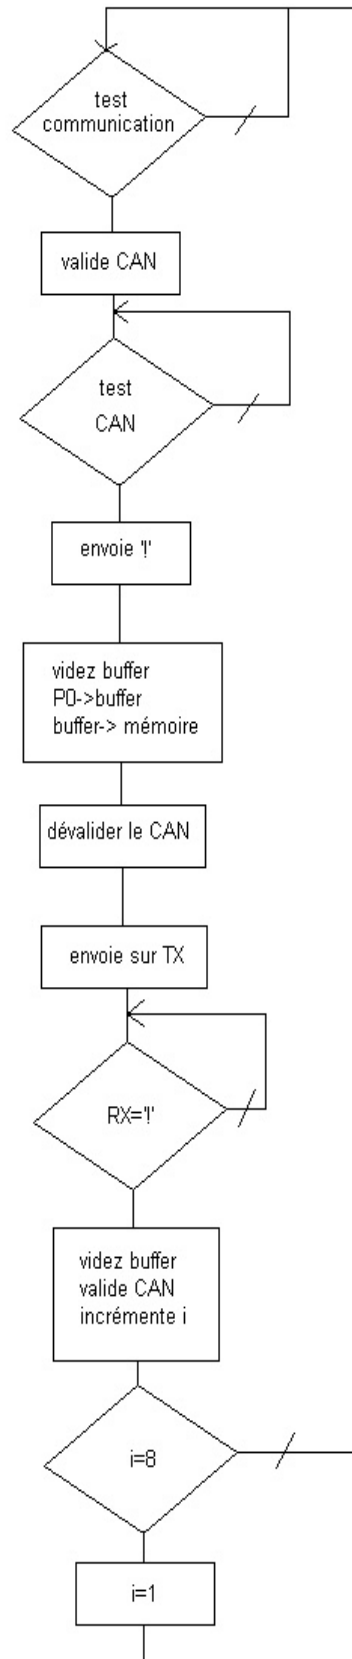 test
communication
valide CAN
test
CAN
envoie '!'
videz buffer
P0->buffer
buffer-> mémoire
dévalider le CAN
envoie sur TX
RX='!'
videz buffer
valide CAN
incrémente i
i=8
i=1